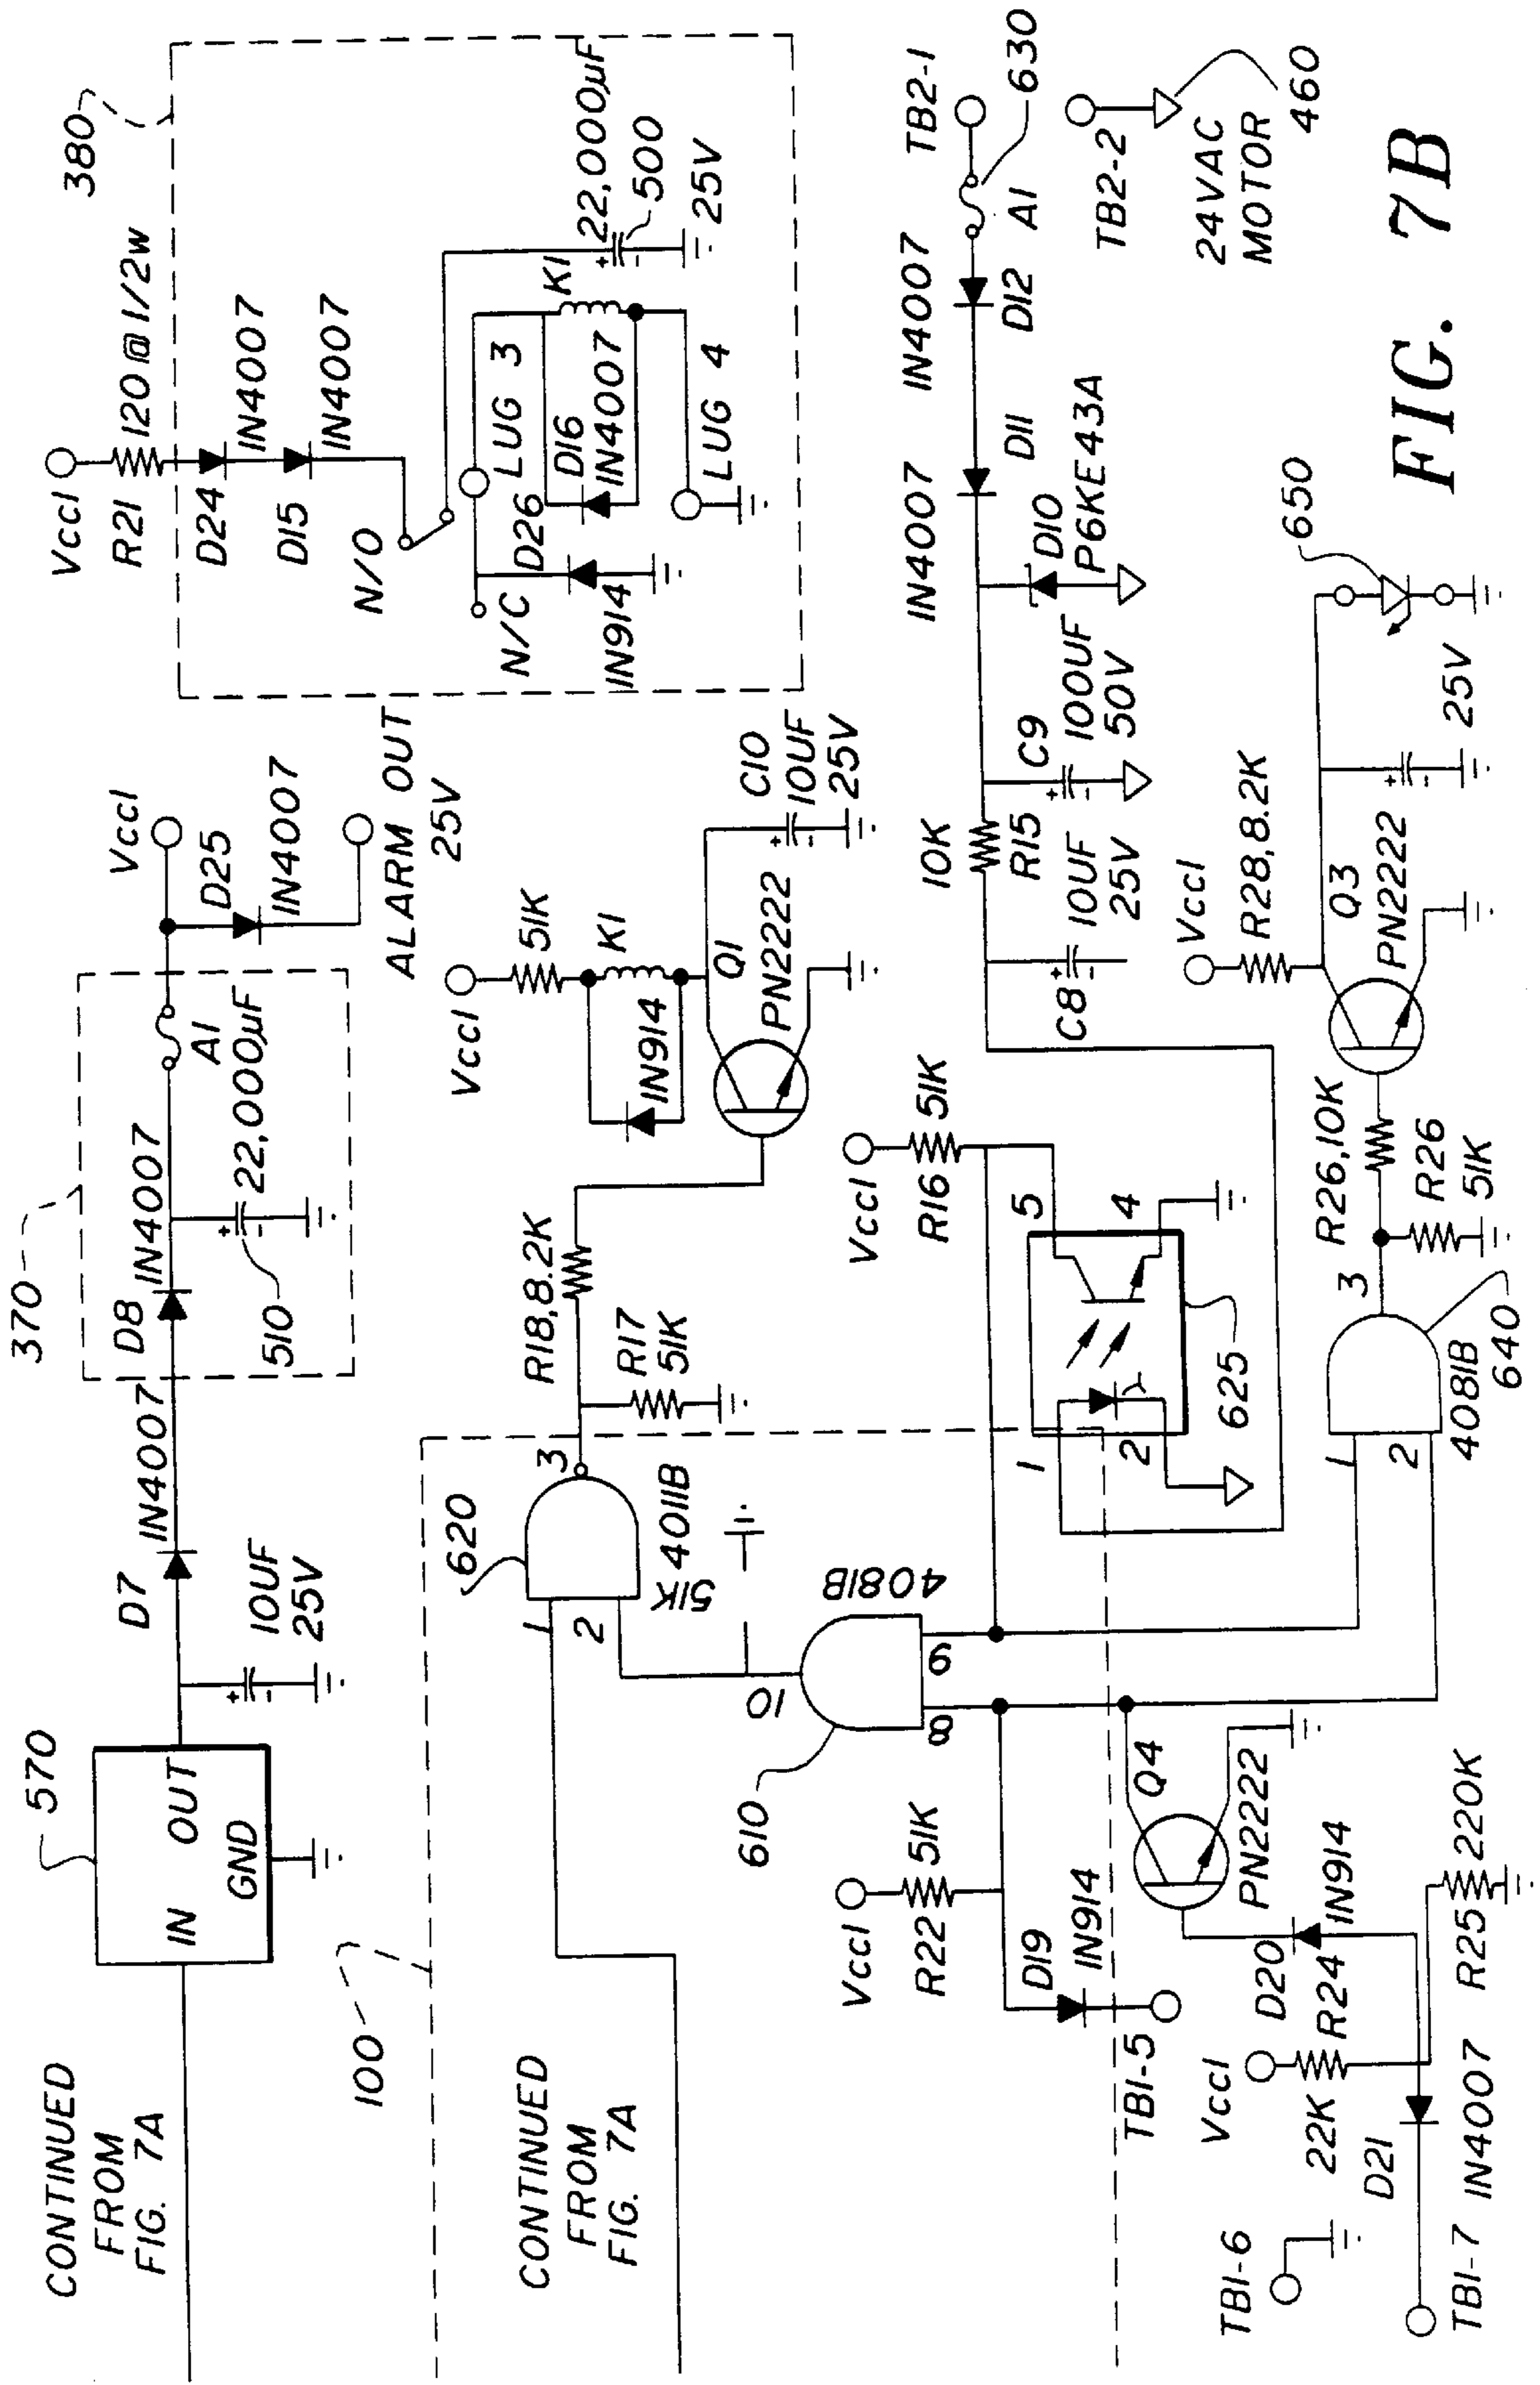 CONTINUED
FROM
FIG. 7A
570
IN
OUT
GND
10UF
25V
D7
IN4007
370
D8
IN4007
A1
22,000µF
510
Vcc1
D25
IN4007
ALARM OUT
25V
380
Vcc1
R21
120@1/2w
D24
IN4007
D15
IN4007
N/O
N/C
D26
IN914
LUG 3
D16
IN4007
LUG 4
K1
22,000µF
500
25V
100
CONTINUED
FROM
FIG. 7A
620
1
2
3
4011B
51K
R17
51K
R18,8.2K
Vcc1
51K
K1
IN914
Q1
PN2222
C10
10UF
25V
610
10
8
9
4081B
Vcc1
R22
51K
D19
IN914
TB1-5
Q4
PN2222
Vcc1
R16
51K
1
2
5
4
625
C8
10UF
25V
10K
R15
C9
100UF
50V
IN4007
D11
D10
P6KE43A
IN4007
D12
A1
630
TB2-1
TB2-2
24VAC
MOTOR
460
TB1-6
TB1-7
Vcc1
22K
D21
IN4007
D20
R24
IN914
R25
220K
1
2
3
4081B
640
R26,10K
R26
51K
Vcc1
R28,8.2K
Q3
PN2222
25V
650
FIG. 7B